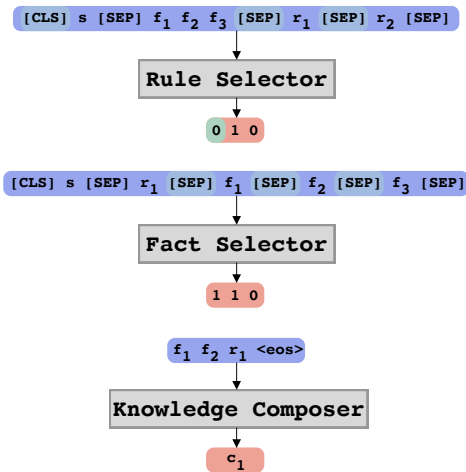 [CLS] s [SEP] f₁ f₂ f₃ [SEP] r₁ [SEP] r₂ [SEP]
Rule Selector
0 1 0
[CLS] s [SEP] r₁ [SEP] f₁ [SEP] f₂ [SEP] f₃ [SEP]
Fact Selector
1 1 0
f₁ f₂ r₁ <eos>
Knowledge Composer
c₁